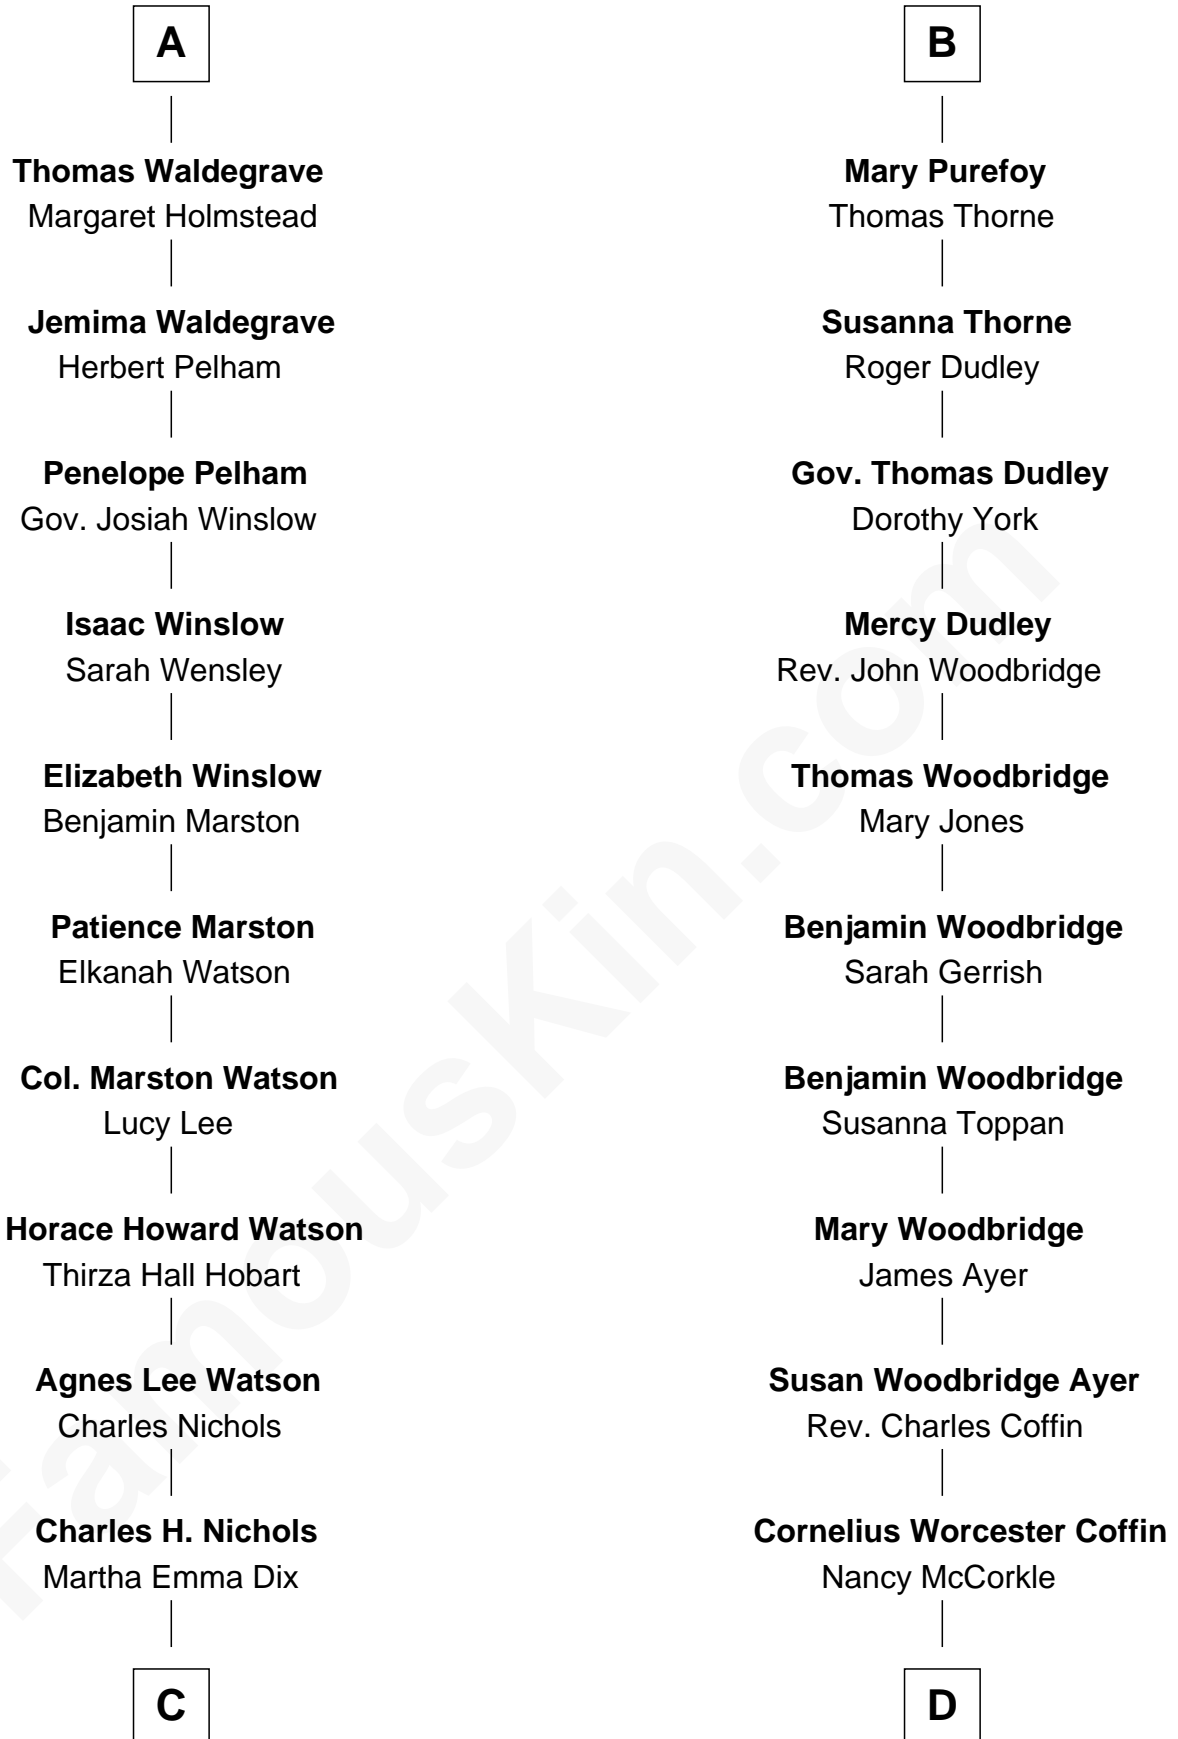 A
Thomas Waldegrave
Margaret Holmstead
Jemima Waldegrave
Herbert Pelham
Penelope Pelham
Gov. Josiah Winslow
Isaac Winslow
Sarah Wensley
Elizabeth Winslow
Benjamin Marston
Patience Marston
Elkanah Watson
Col. Marston Watson
Lucy Lee
Horace Howard Watson
Thirza Hall Hobart
Agnes Lee Watson
Charles Nichols
Charles H. Nichols
Martha Emma Dix
C
B
Mary Purefoy
Thomas Thorne
Susanna Thorne
Roger Dudley
Gov. Thomas Dudley
Dorothy York
Mercy Dudley
Rev. John Woodbridge
Thomas Woodbridge
Mary Jones
Benjamin Woodbridge
Sarah Gerrish
Benjamin Woodbridge
Susanna Toppan
Mary Woodbridge
James Ayer
Susan Woodbridge Ayer
Rev. Charles Coffin
Cornelius Worcester Coffin
Nancy McCorkle
D
FamousKin.com